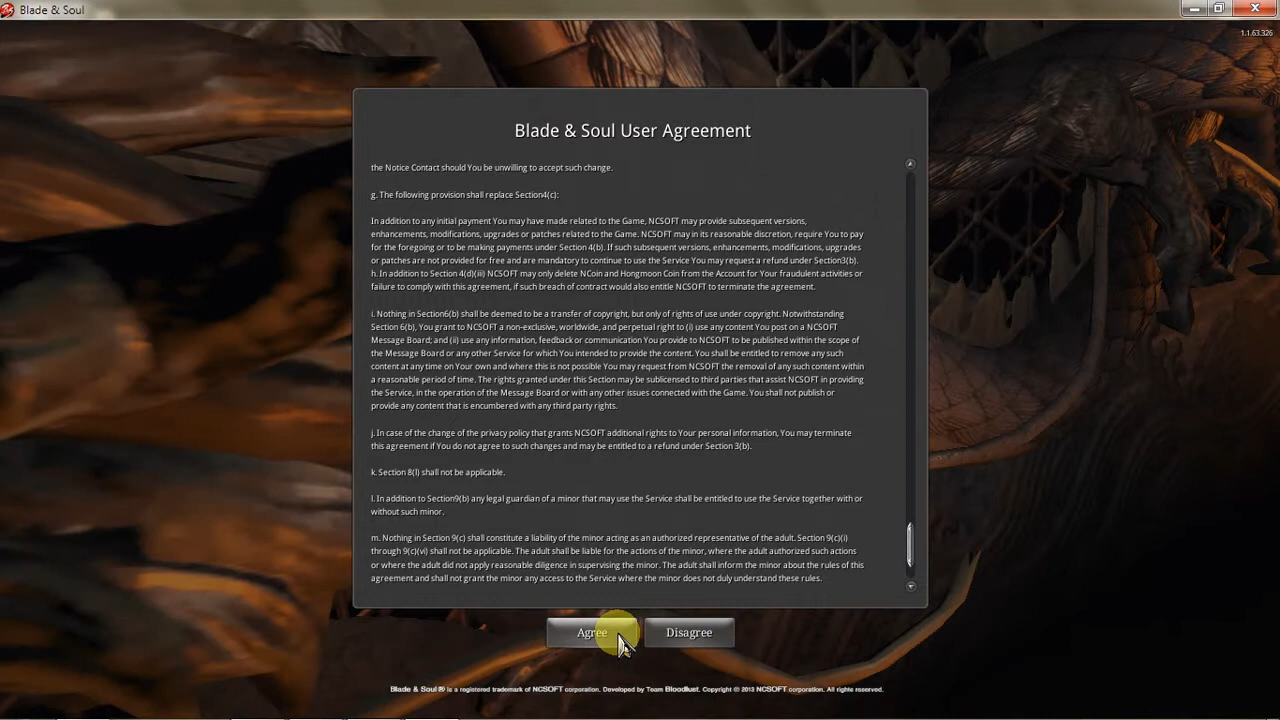 Blade & Soul
1.1.63.326
Blade & Soul User Agreement
the Notice Contact should You be unwilling to accept such change.
g. The following provision shall replace Section4(c):
In addition to any initial payment You may have made related to the Game, NCSOFT may provide subsequent versions,
enhancements, modifications, upgrades or patches related to the Game. NCSOFT may in its reasonable discretion, require You to pay
for the foregoing or to be making payments under Section 4(b). If such subsequent versions, enhancements, modifications, upgrades
or patches are not provided for free and are mandatory to continue to use the Service You may request a refund under Section3(b).
h. In addition to Section 4(d)(iii) NCSOFT may only delete NCoin and Hongmoon Coin from the Account for Your fraudulent activities or
failure to comply with this agreement, if such breach of contract would also entitle NCSOFT to terminate the agreement.
i. Nothing in Section6(b) shall be deemed to be a transfer of copyright, but only of rights of use under copyright. Notwithstanding
Section 6(b), You grant to NCSOFT a non-exclusive, worldwide, and perpetual right to (i) use any content You post on a NCSOFT
Message Board; and (ii) use any information, feedback or communication You provide to NCSOFT to be published within the scope of
the Message Board or any other Service for which You intended to provide the content. You shall be entitled to remove any such
content at any time on Your own and where this is not possible You may request from NCSOFT the removal of any such content within
a reasonable period of time. The rights granted under this Section may be sublicensed to third parties that assist NCSOFT in providing
the Service, in the operation of the Message Board or with any other issues connected with the Game. You shall not publish or
provide any content that is encumbered with any third party rights.
j. In case of the change of the privacy policy that grants NCSOFT additional rights to Your personal information, You may terminate
this agreement if You do not agree to such changes and may be entitled to a refund under Section 3(b).
k. Section 8(l) shall not be applicable.
l. In addition to Section9(b) any legal guardian of a minor that may use the Service shall be entitled to use the Service together with or
without such minor.
m. Nothing in Section 9(c) shall constitute a liability of the minor acting as an authorized representative of the adult. Section 9(c)(i)
through 9(c)(vi) shall not be applicable. The adult shall be liable for the actions of the minor, where the adult authorized such actions
or where the adult did not apply reasonable diligence in supervising the minor. The adult shall inform the minor about the rules of this
agreement and shall not grant the minor any access to the Service where the minor does not duly understand these rules.
Agree
Disagree
Blade & Soul® is a registered trademark of NCSOFT corporation. Developed by Team Bloodlust. Copyright © 2013 NCSOFT corporation. All rights reserved.